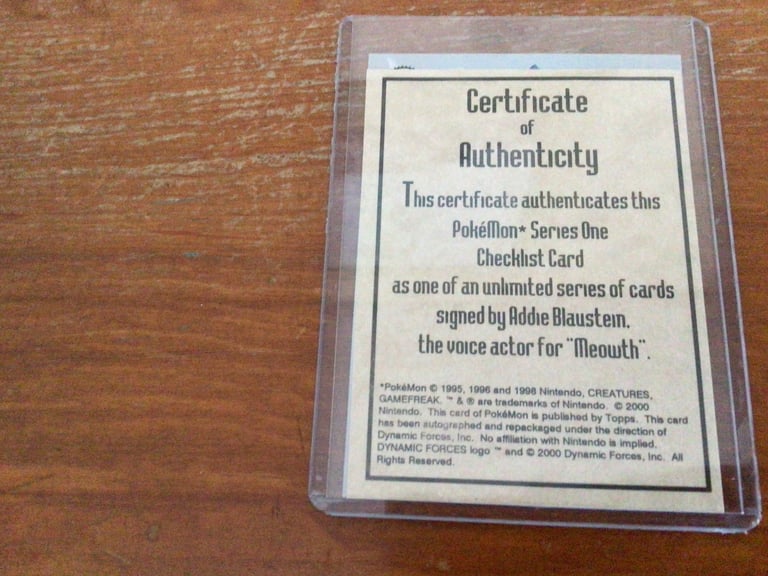 Certificate
of
Authenticity
This certificate authenticates this
PokéMon* Series One
Checklist Card
as one of an unlimited series of cards
signed by Addie Blaustein,
the voice actor for "Meowth".
*PokéMon © 1995, 1996 and 1998 Nintendo, CREATURES,
GAMEFREAK. ™ & ® are trademarks of Nintendo. © 2000
Nintendo. This card of PokéMon is published by Topps. This card
has been autographed and repackaged under the direction of
Dynamic Forces, Inc. No affiliation with Nintendo is implied.
DYNAMIC FORCES logo ™ and © 2000 Dynamic Forces, Inc. All
Rights Reserved.